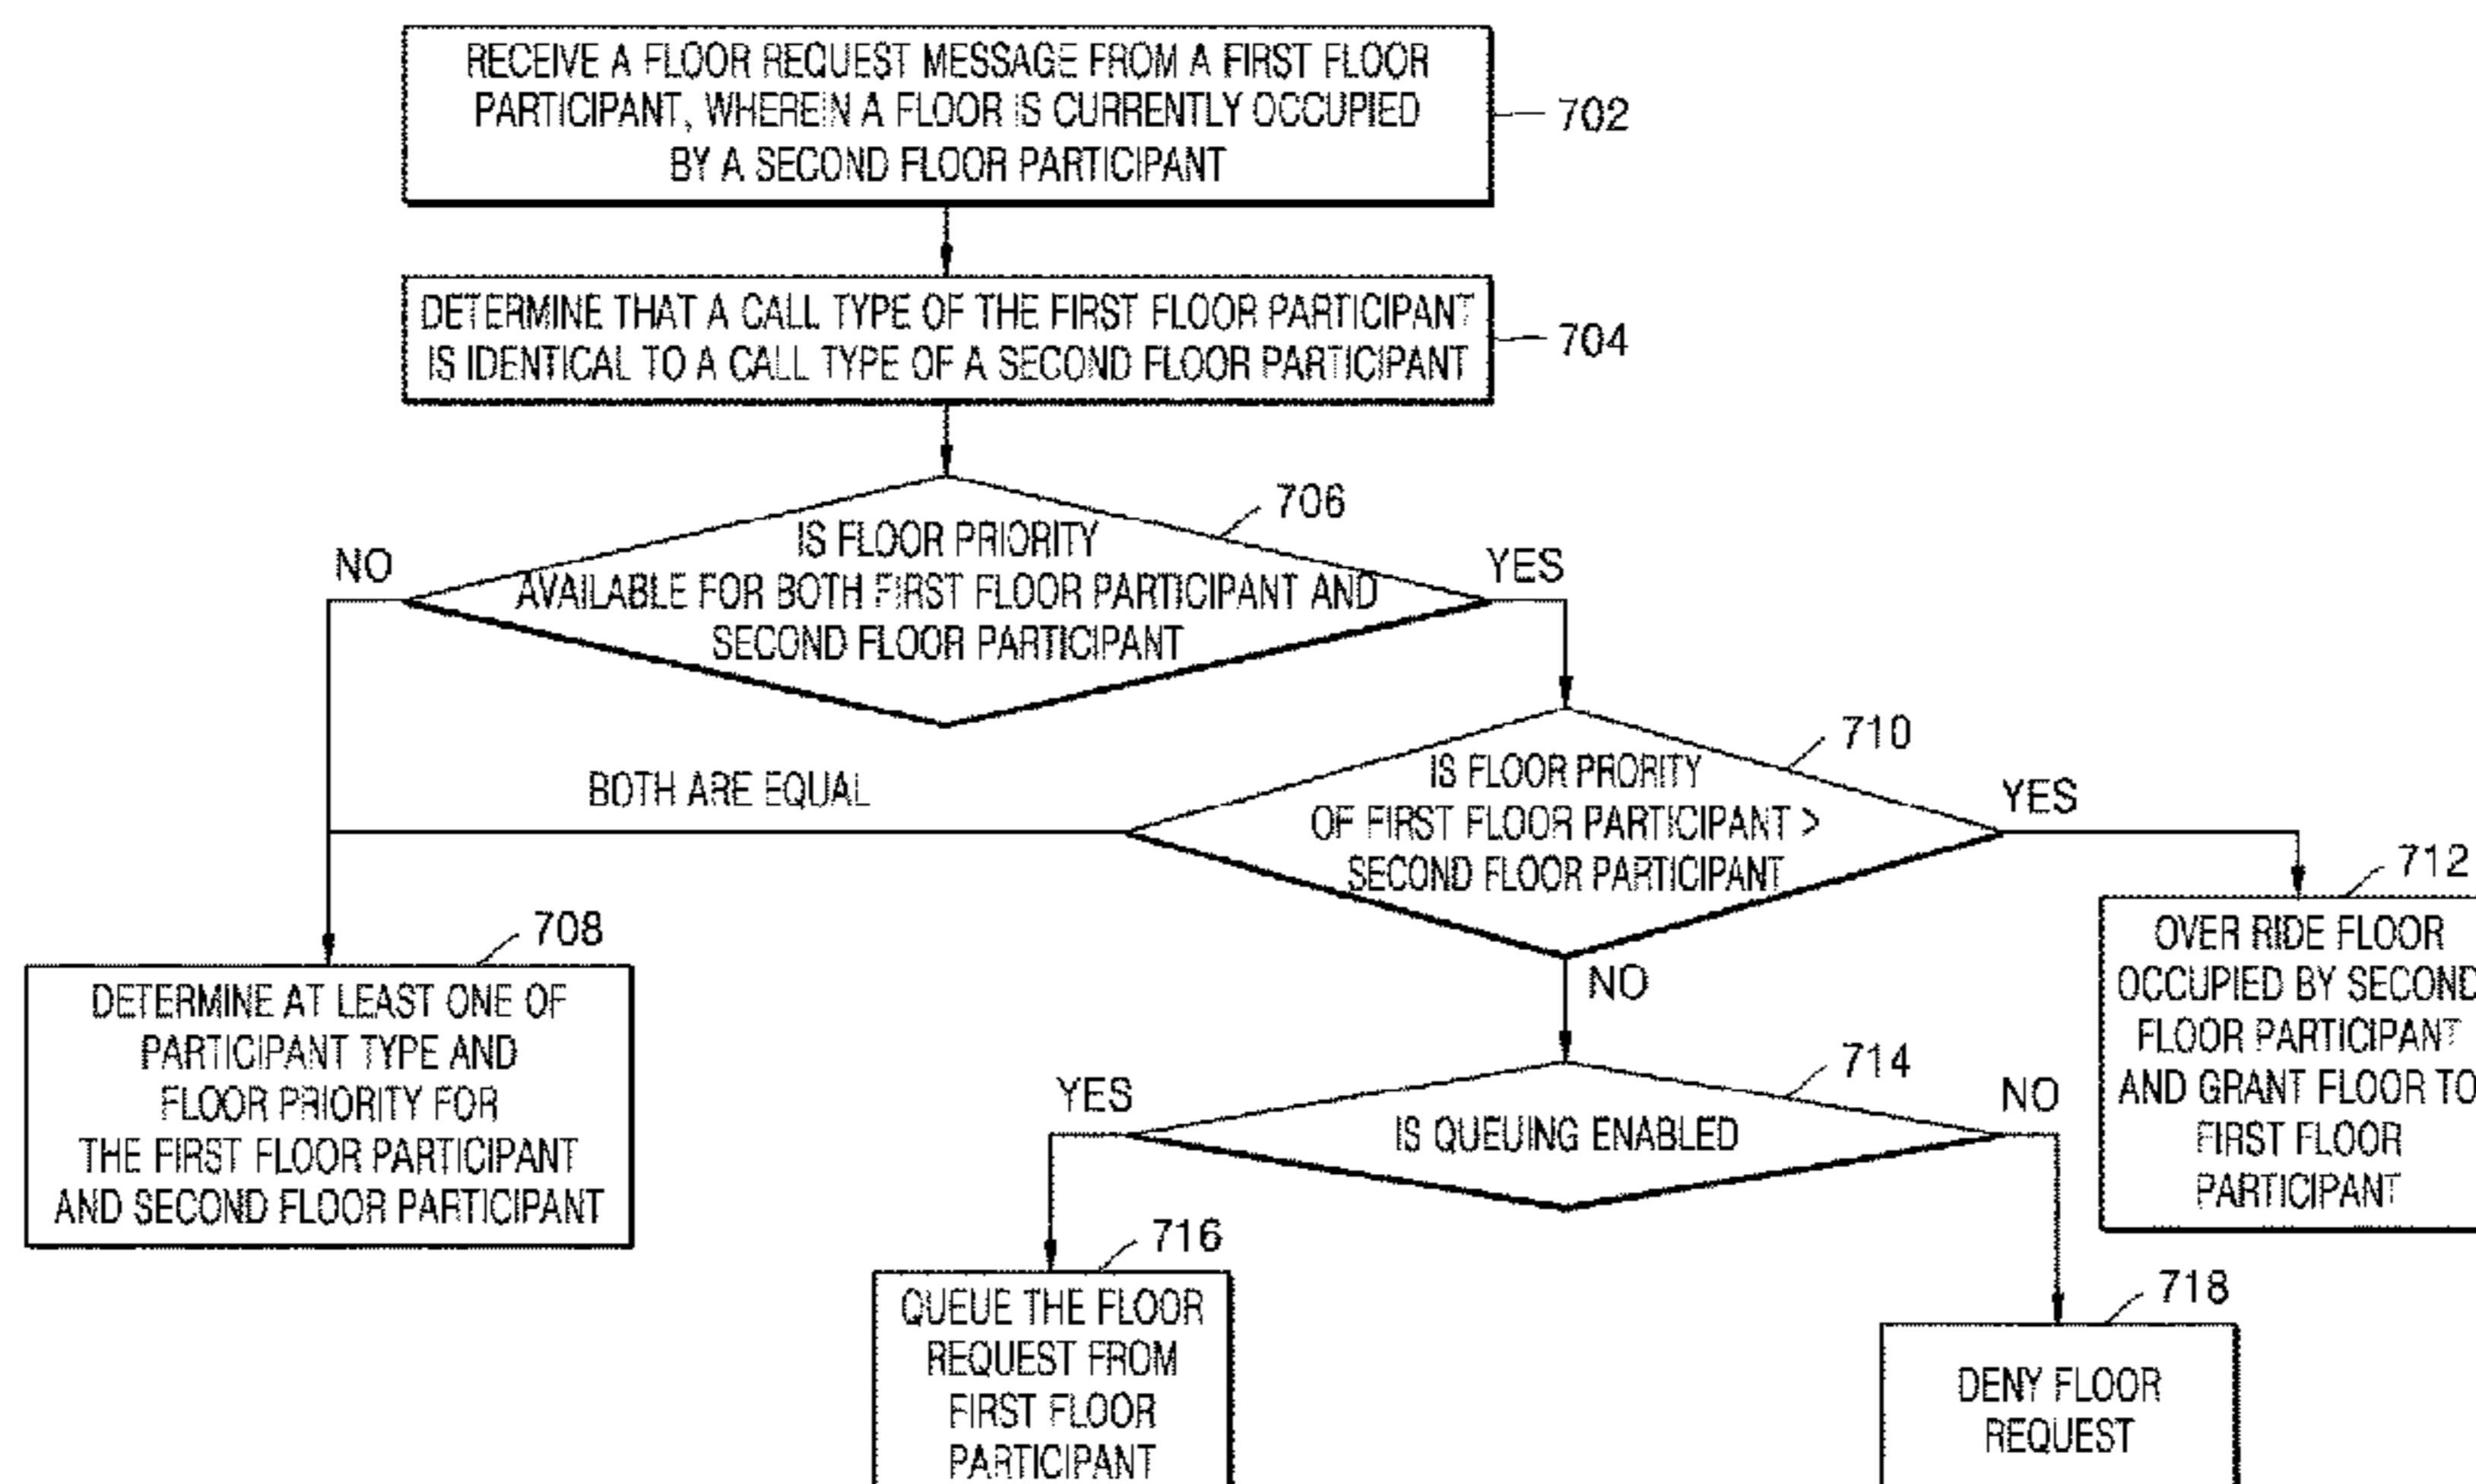 RECEIVE A FLOOR REQUEST MESSAGE FROM A FIRST FLOOR
PARTICIPANT, WHEREIN A FLOOR IS CURRENTLY OCCUPIED
BY A SECOND FLOOR PARTICIPANT
702
DETERMINE THAT A CALL TYPE OF THE FIRST FLOOR PARTICIPANT
IS IDENTICAL TO A CALL TYPE OF A SECOND FLOOR PARTICIPANT
704
706
IS FLOOR PRIORITY
AVAILABLE FOR BOTH FIRST FLOOR PARTICIPANT AND
SECOND FLOOR PARTICIPANT
NO
YES
710
IS FLOOR PRORITY
OF FIRST FLOOR PARTICIPANT >
SECOND FLOOR PARTICIPANT
BOTH ARE EQUAL
YES
NO
708
DETERMINE AT LEAST ONE OF
PARTICIPANT TYPE AND
FLOOR PRIORITY FOR
THE FIRST FLOOR PARTICIPANT
AND SECOND FLOOR PARTICIPANT
712
OVER RIDE FLOOR
OCCUPIED BY SECOND
FLOOR PARTICIPANT
AND GRANT FLOOR TO
FIRST FLOOR
PARTICIPANT
714
IS QUEUING ENABLED
YES
NO
716
QUEUE THE FLOOR
REQUEST FROM
FIRST FLOOR
PARTICIPANT
718
DENY FLOOR
REQUEST